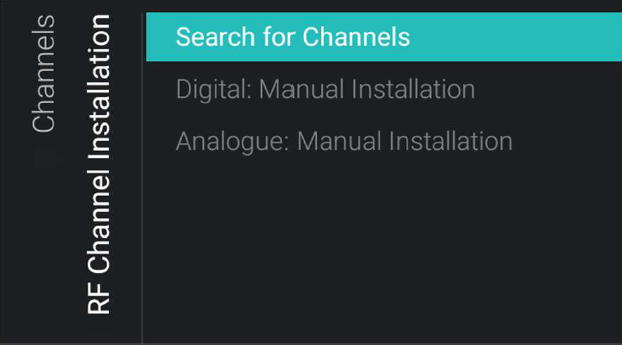 Channels
RF Channel Installation
Search for Channels
Digital: Manual Installation
Analogue: Manual Installation